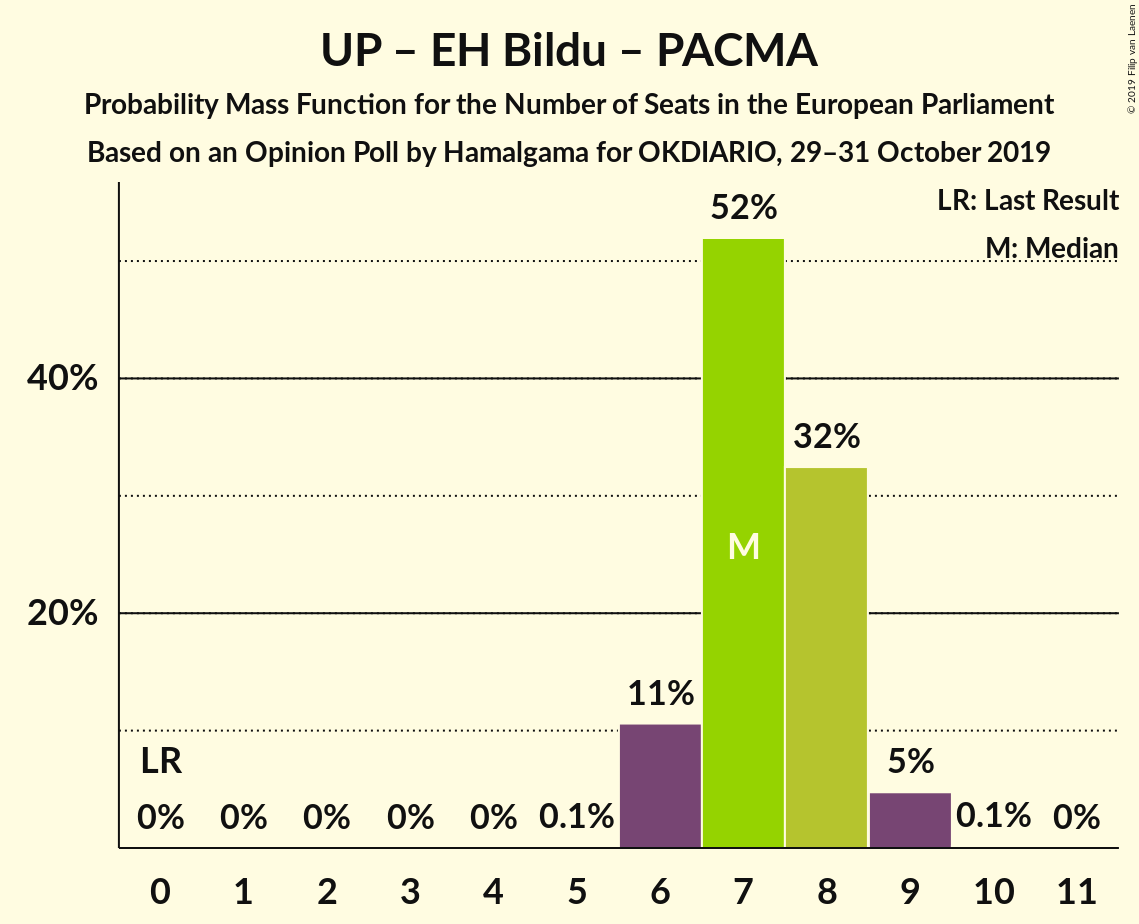 UP – EH Bildu – PACMA
Probability Mass Function for the Number of Seats in the European Parliament
Based on an Opinion Poll by Hamalgama for OKDIARIO, 29–31 October 2019
© 2019 Filip van Laenen
LR: Last Result
M: Median
52%
40%
32%
M
20%
11%
LR
5%
0% 0% 0% 0% 0% 0.1% 0.1% 0%
0 1 2 3 4 5 6 7 8 9 10 11